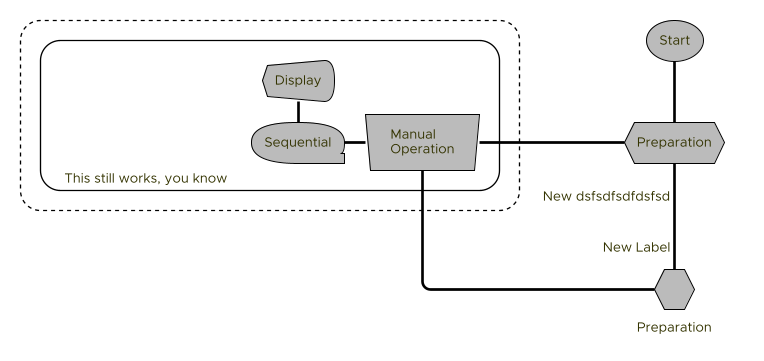 Start
Display
Manual
Operation
Sequential
Preparation
This still works, you know
New dsfsdfsdfdsfsd
New Label
Preparation